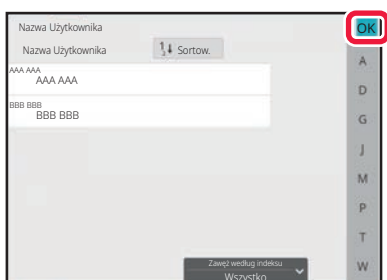 Nazwa Użytkownika
OK
Nazwa Użytkownika
Sortow.
AAA AAA
AAA AAA
BBB BBB
BBB BBB
A
D
G
J
M
P
T
W
Zawęź według indeksu
Wszystko